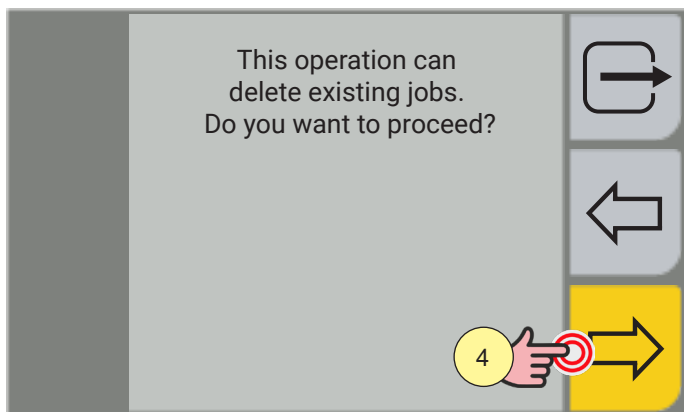 This operation can
delete existing jobs.
Do you want to proceed?
4